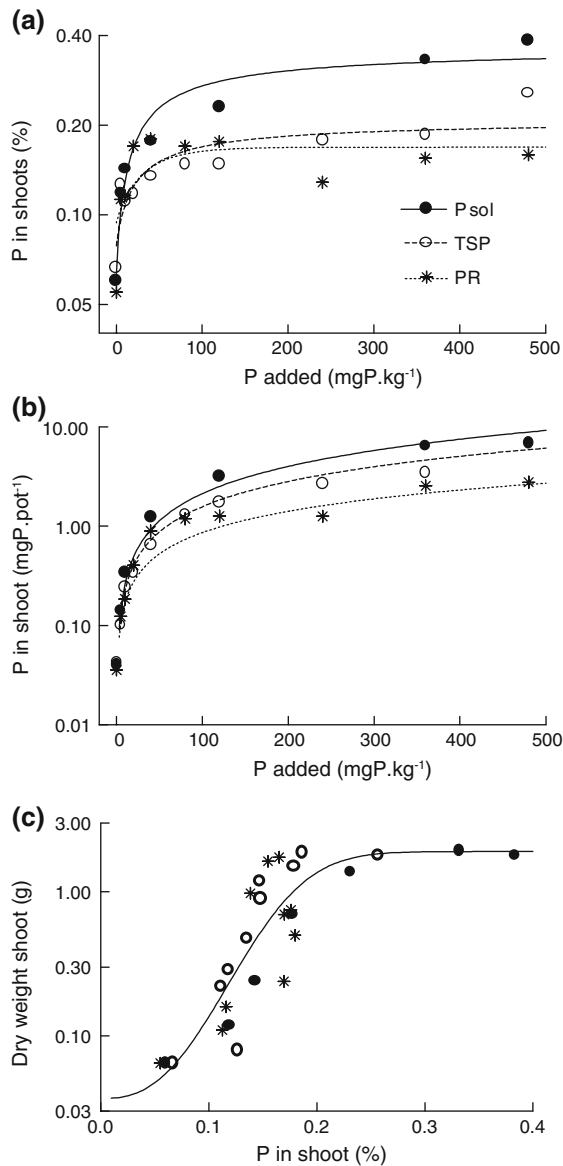 (a)
0.40
0.20
0.10
0.05
P in shoots (%)
P sol
TSP
PR
0 100 200 300 400 500
P added (mgP.kg⁻¹)
(b)
10.00
1.00
0.10
0.01
P in shoot (mgP.pot⁻¹)
0 100 200 300 400 500
P added (mgP.kg⁻¹)
(c)
3.00
1.00
0.30
0.10
0.03
Dry weight shoot (g)
0.0 0.1 0.2 0.3 0.4
P in shoot (%)